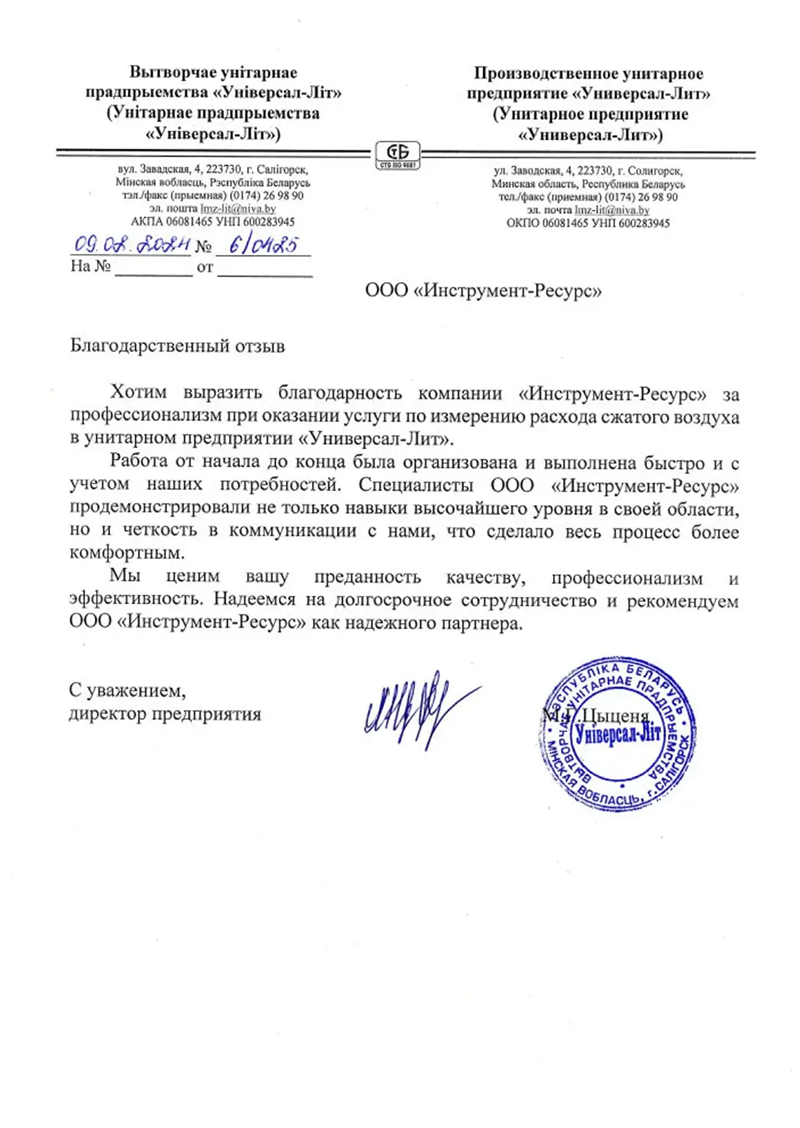 Вытворчае унітарнае
прадпрыемства «Універсал-Літ»
(Унітарнае прадпрыемства
«Універсал-Літ»)
Производственное унитарное
предприятие «Универсал-Лит»
(Унитарное предприятие
«Универсал-Лит»)
СТБ
СТБ ISO 9001
вул. Завадская, 4, 223730, г. Салігорск,
Мінская вобласць, Рэспубліка Беларусь
тэл./факс (прыемная) (0174) 26 98 90
эл. пошта lmz-lit@niva.by
АКПА 06081465 УНП 600283945
ул. Заводская, 4, 223730, г. Солигорск,
Минская область, Республика Беларусь
тел./факс (приемная) (0174) 26 98 90
эл. почта lmz-lit@niva.by
ОКПО 06081465 УНП 600283945
09.02.2024 № 6/0425
На № ____________ от ____________
ООО «Инструмент-Ресурс»
Благодарственный отзыв
Хотим выразить благодарность компании «Инструмент-Ресурс» за
профессионализм при оказании услуги по измерению расхода сжатого воздуха
в унитарном предприятии «Универсал-Лит».
Работа от начала до конца была организована и выполнена быстро и с
учетом наших потребностей. Специалисты ООО «Инструмент-Ресурс»
продемонстрировали не только навыки высочайшего уровня в своей области,
но и четкость в коммуникации с нами, что сделало весь процесс более
комфортным.
Мы ценим вашу преданность качеству, профессионализм и
эффективность. Надеемся на долгосрочное сотрудничество и рекомендуем
ООО «Инструмент-Ресурс» как надежного партнера.
С уважением,
директор предприятия
М.Г.Цыценя
РЭСПУБЛІКА БЕЛАРУСЬ
МІНСКАЯ ВОБЛАСЦЬ, г. САЛІГОРСК
ВЫТВОРЧАЕ УНІТАРНАЕ ПРАДПРЫЕМСТВА
Універсал-Літ